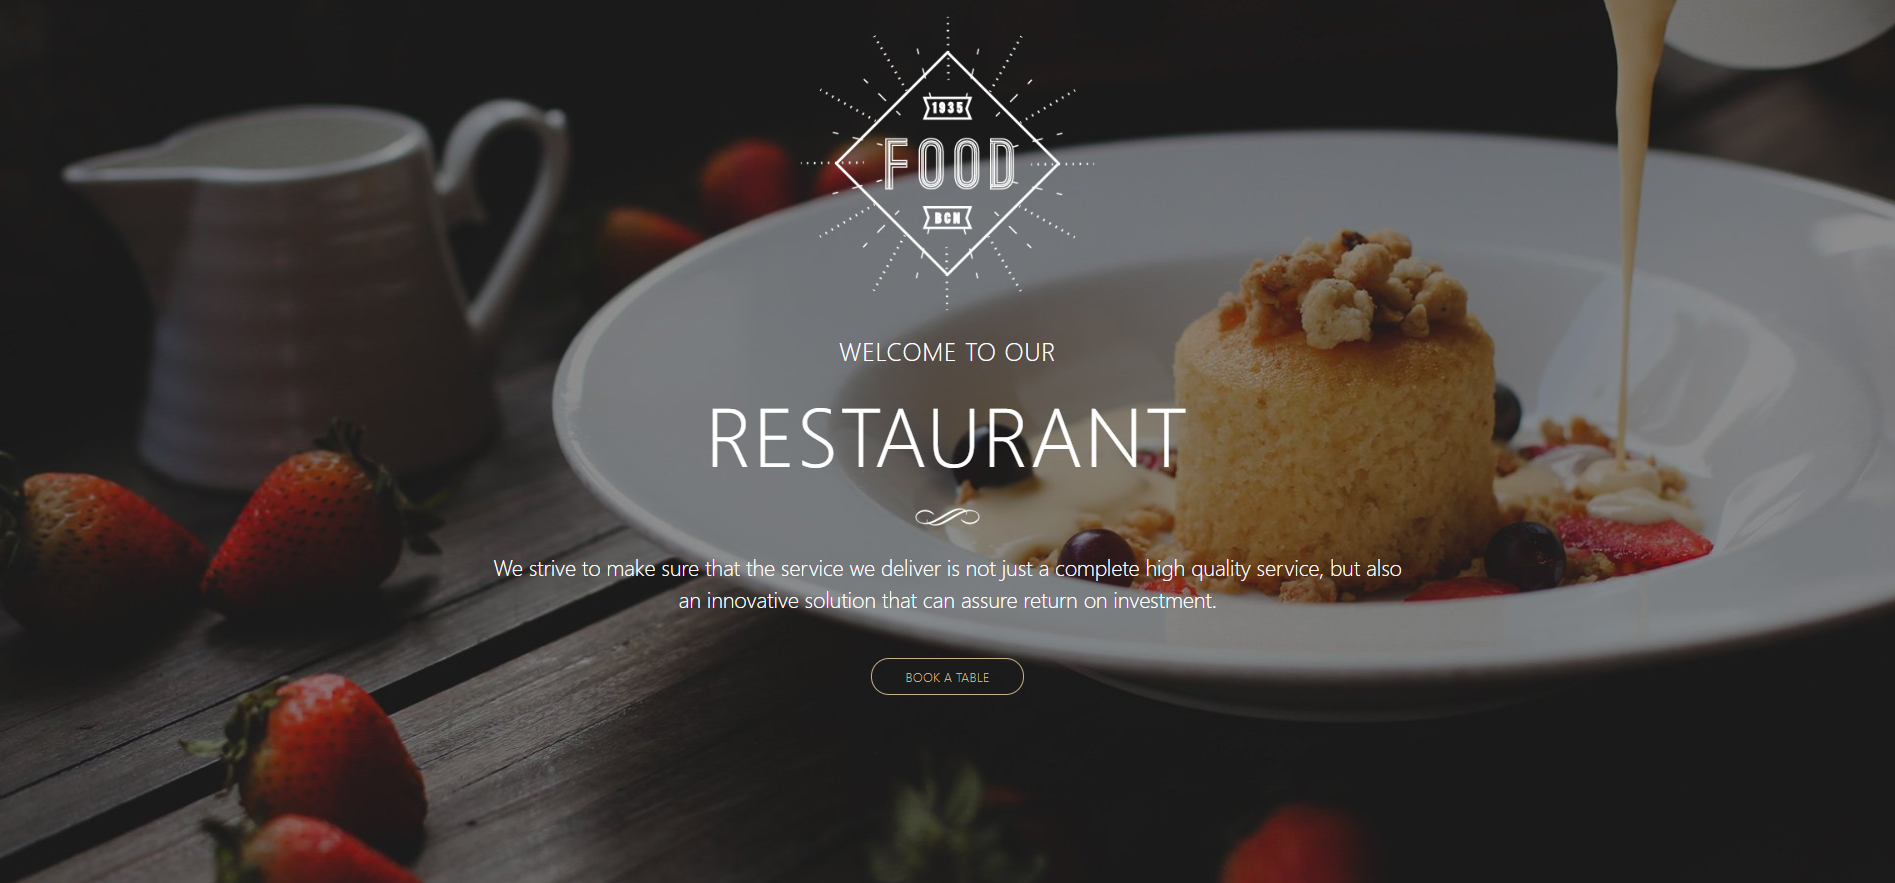 1935
FOOD
BCN
WELCOME TO OUR
RESTAURANT
We strive to make sure that the service we deliver is not just a complete high quality service, but also
an innovative solution that can assure return on investment.
BOOK A TABLE